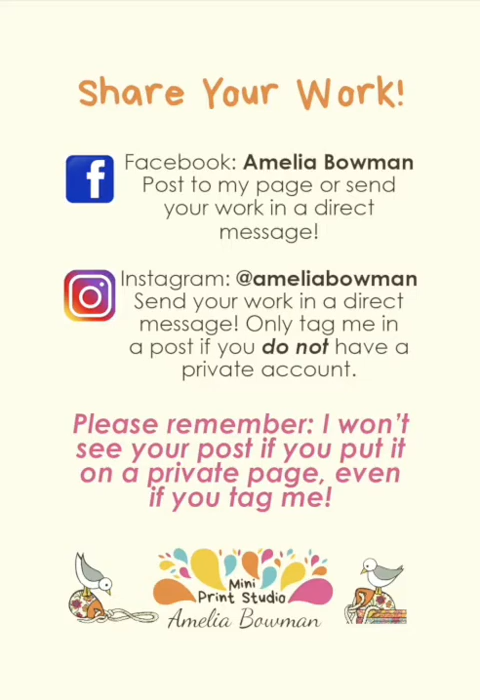 Share Your Work!
Facebook: Amelia Bowman
Post to my page or send
your work in a direct
message!
Instagram: @ameliabowman
Send your work in a direct
message! Only tag me in
a post if you do not have a
private account.
Please remember: I won't
see your post if you put it
on a private page, even
if you tag me!
Mini
Print Studio
Amelia Bowman